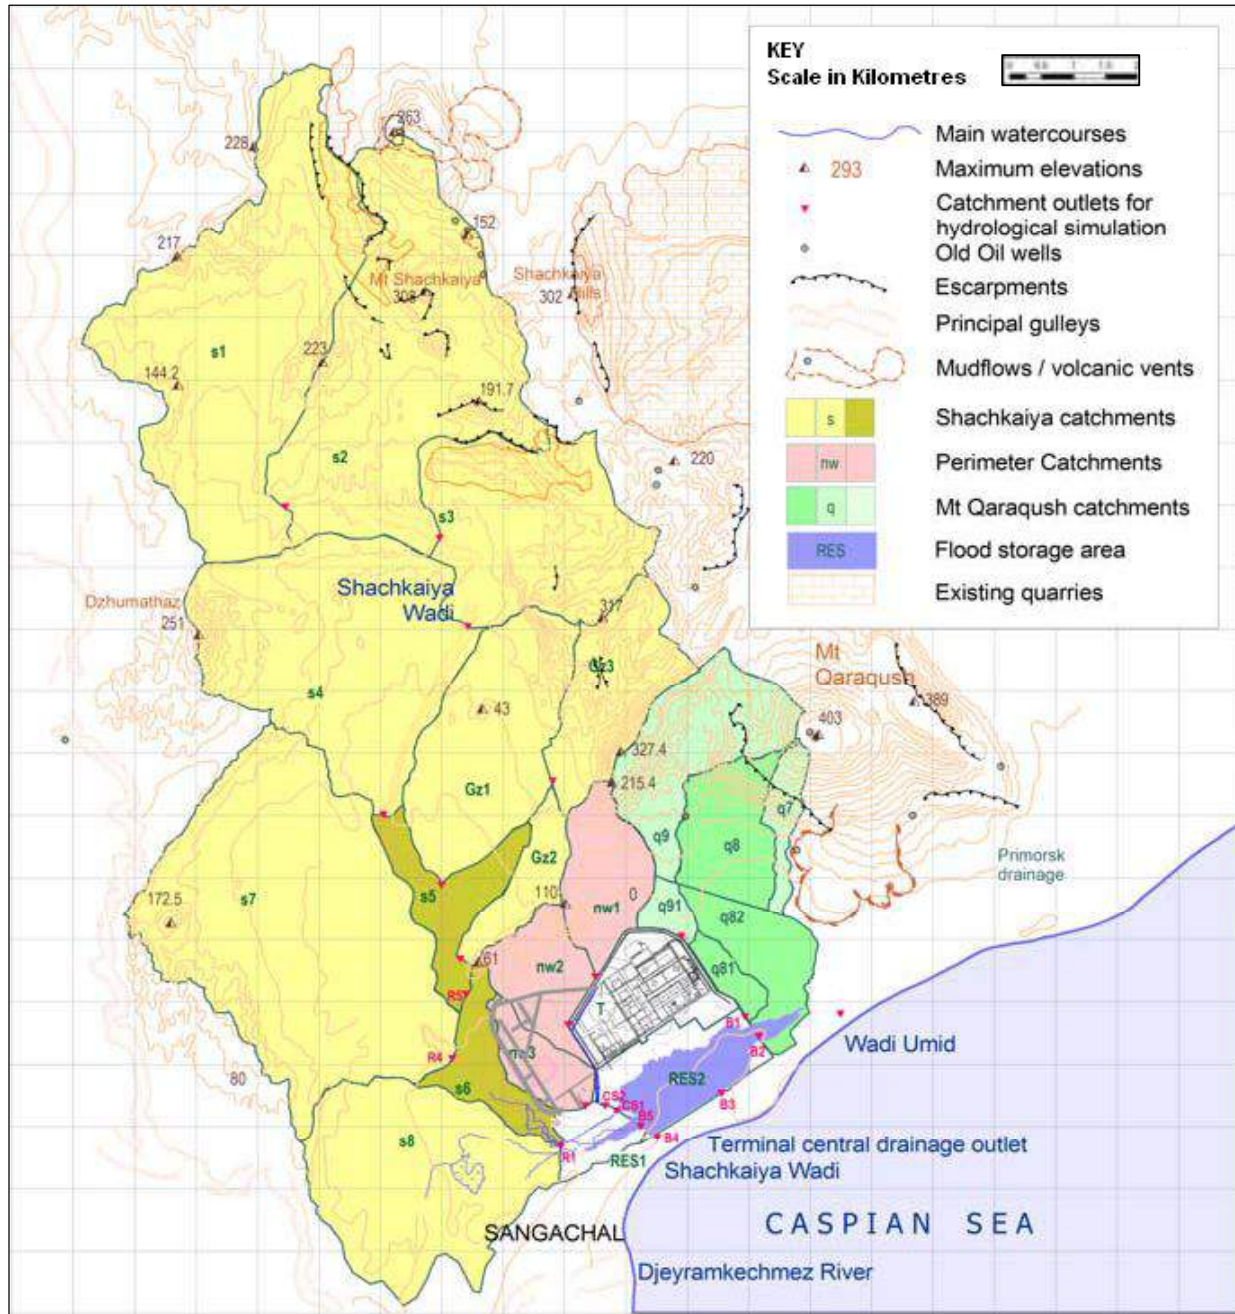 KEY
Scale in Kilometres
Main watercourses
293
Maximum elevations
Catchment outlets for
hydrological simulation
Old Oil wells
Escarpments
Principal gulleys
Mudflows / volcanic vents
s
Shachkaiya catchments
nw
Perimeter Catchments
q
Mt Qaraqush catchments
RES
Flood storage area
Existing quarries
263
228
152
217
Mt Shachkaiya
Shachkaiya
Hills
302
s1
223
144.2
191.7
s2
220
s3
Shachkaiya
Wadi
Dzhumathaz
251
317
Gz3
Mt
Qaraqush
s4
43
389
403
327.4
215.4
Gz1
q7
q9
q8
Gz2
Primorsk
drainage
s5
s7
172.5
110
0
nw1
q91
q82
61
nw2
q81
R5
T
B1
B2
R4
Wadi Umid
80
s6
RES2
CS2
CS1
B3
B5
s8
B4
R1
RES1
Terminal central drainage outlet
Shachkaiya Wadi
SANGACHAL
CASPIAN SEA
Djeyramkechmez River